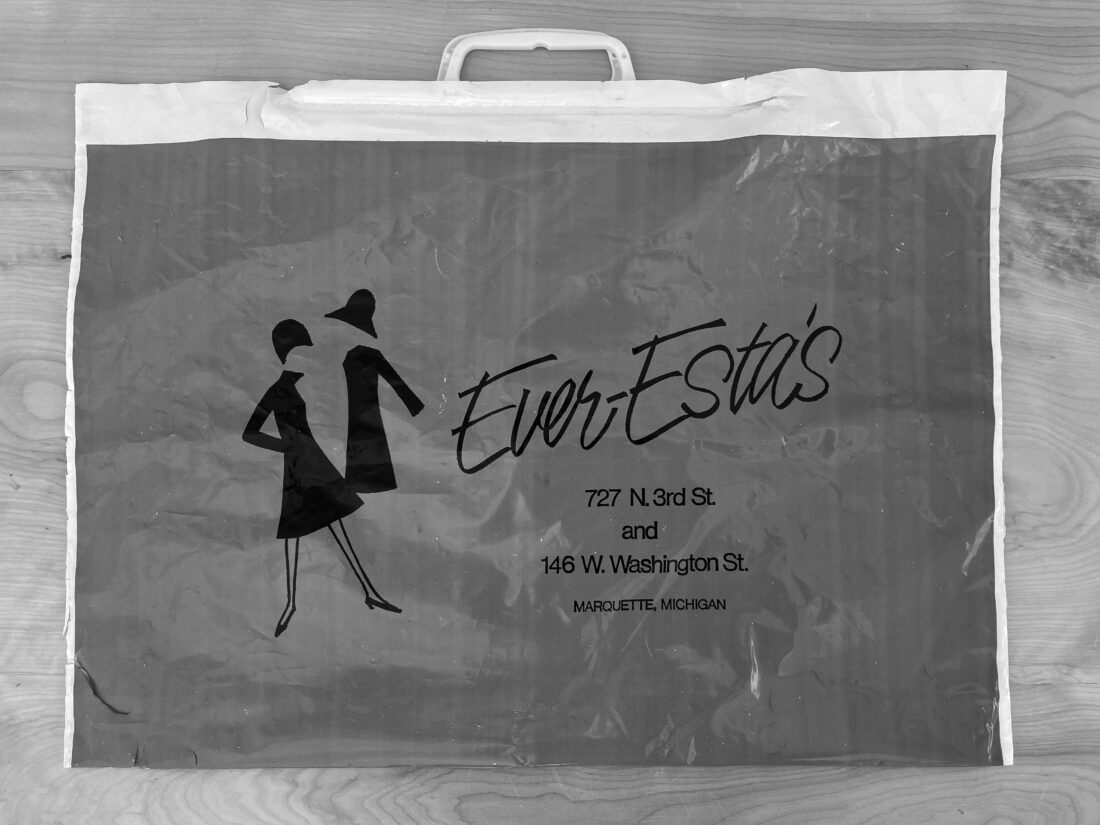 Ever-Esta's
727 N. 3rd St.
and
146 W. Washington St.
MARQUETTE, MICHIGAN